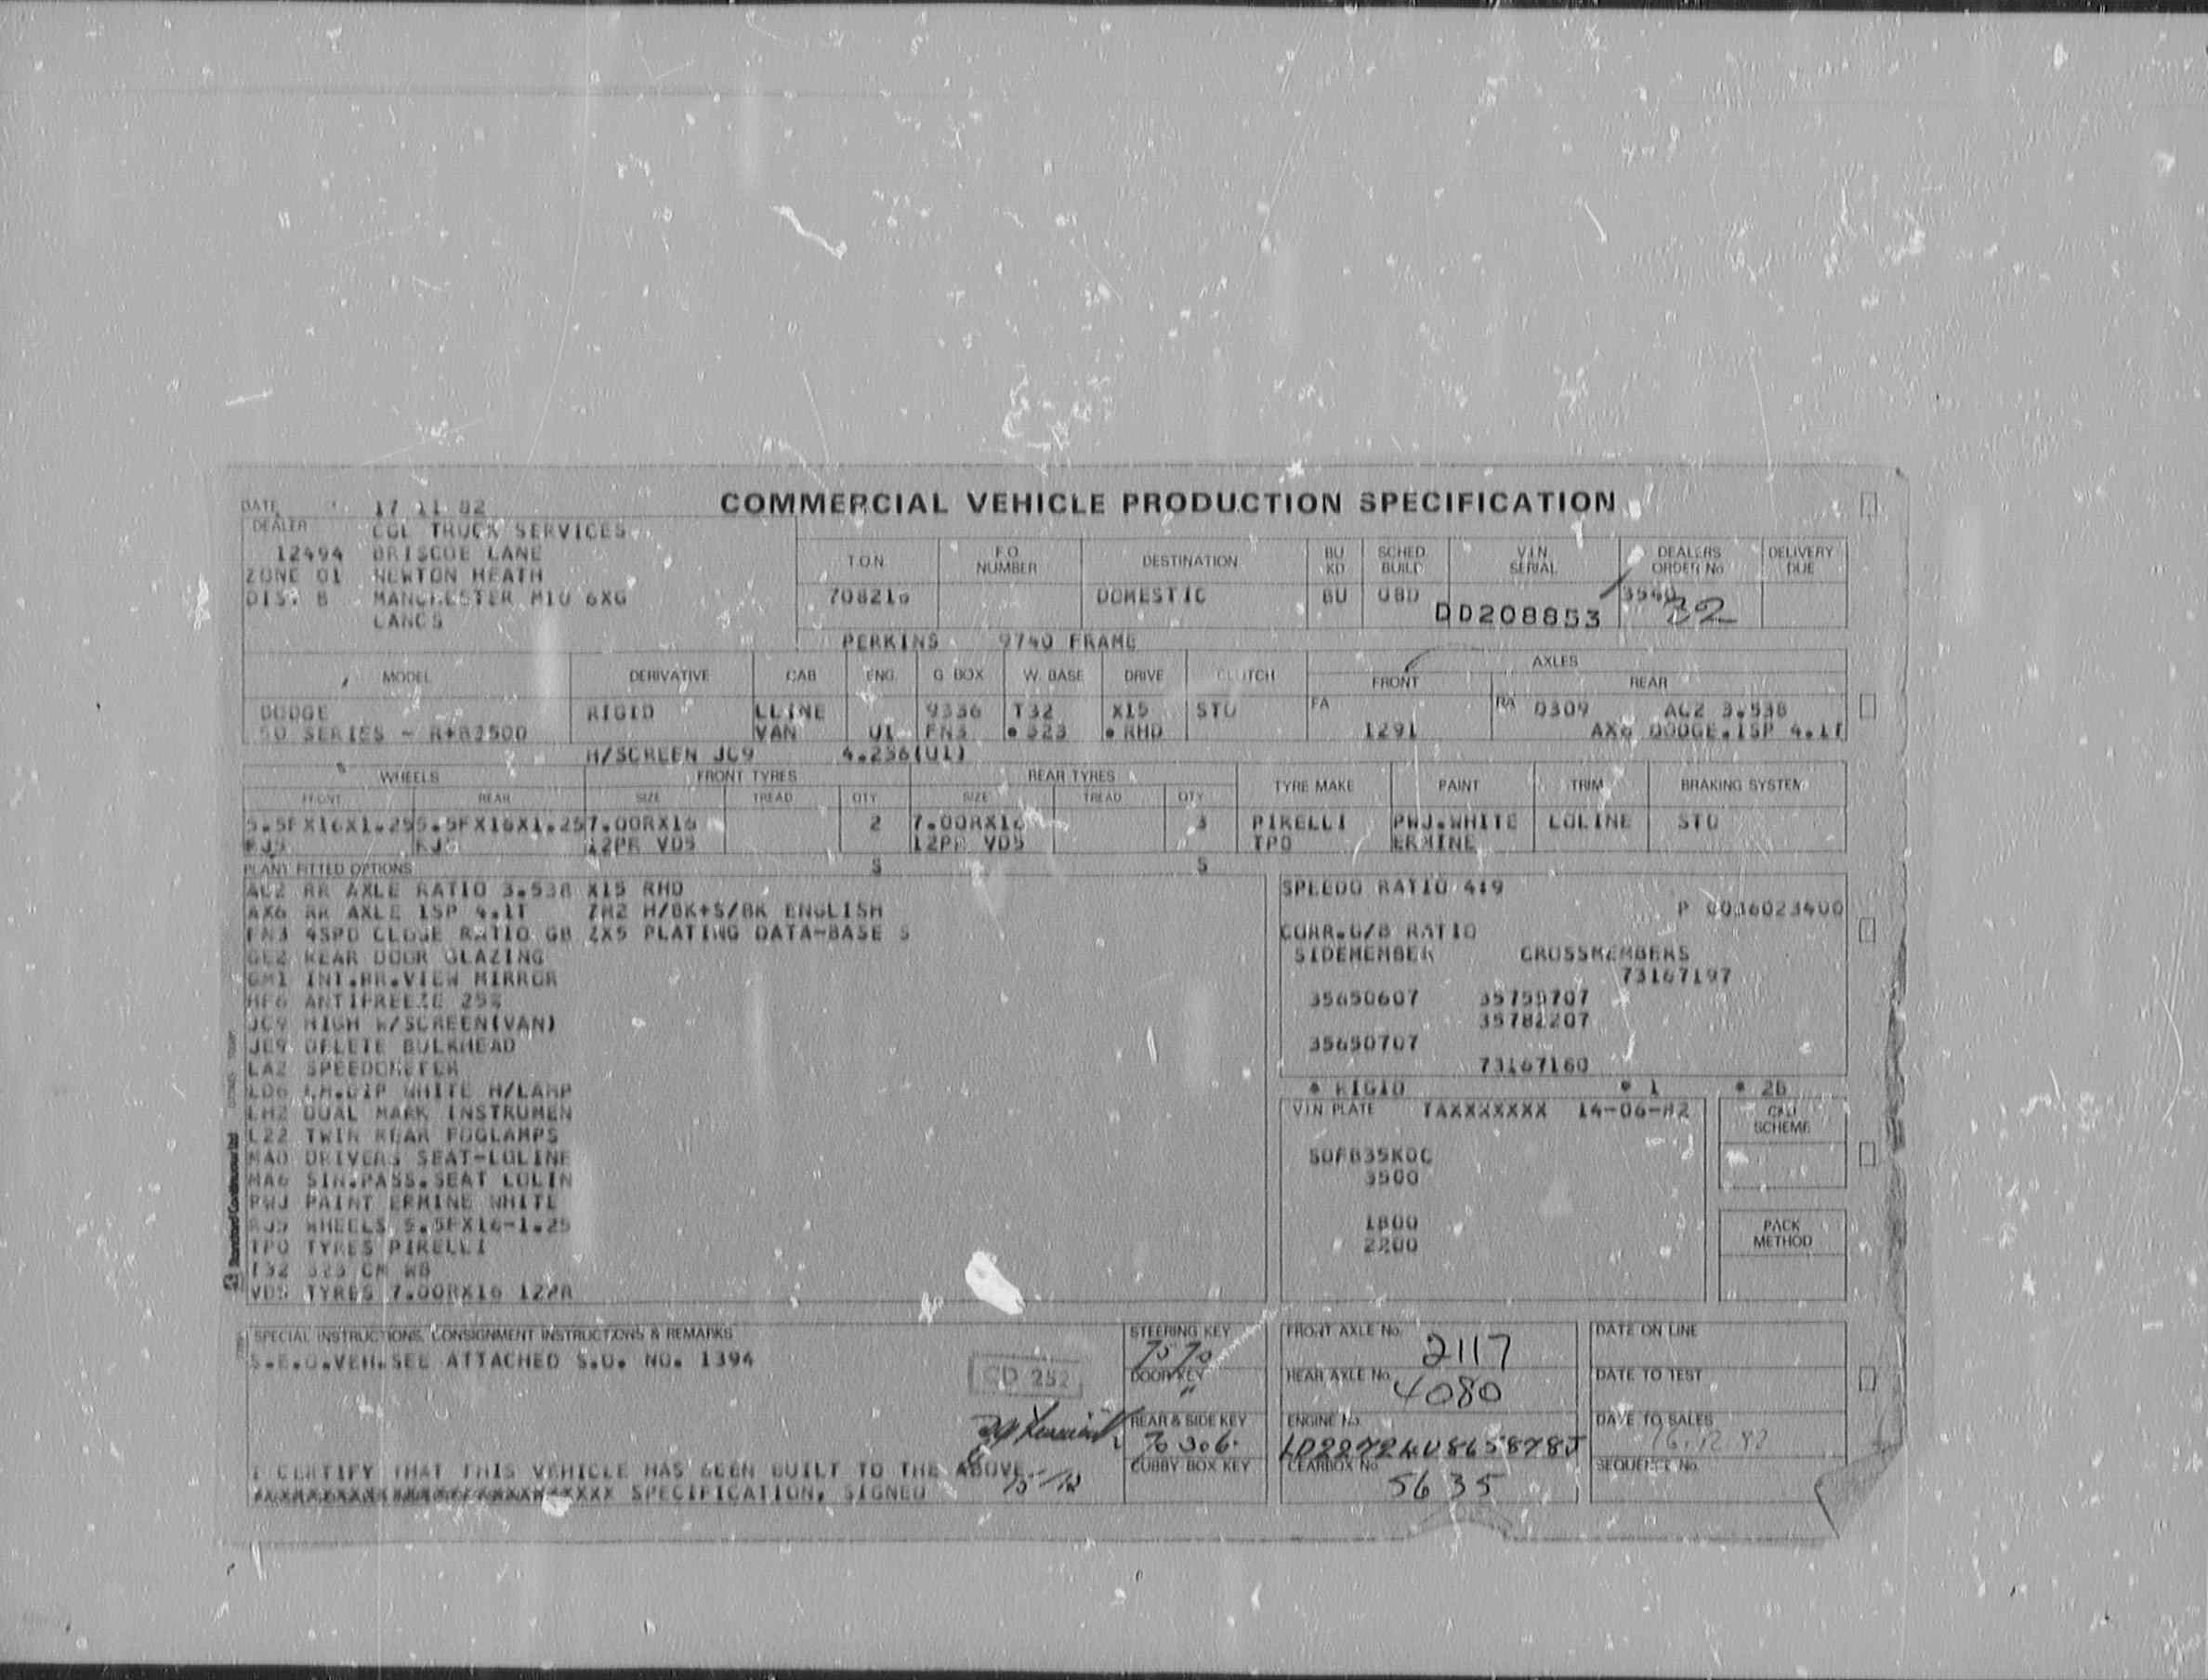 COMMERCIAL VEHICLE PRODUCTION SPECIFICATION
DATE 17 11 82
DEALER CGL TRUCK SERVICES
12494 BRISCOE LANE
ZONE 01 NEWTON HEATH
DIS. B MANCHESTER M10 6XG
LANCS
T.O.N F.O. NUMBER DESTINATION BU KD SCHED. BUILD V.I.N. SERIAL DEALERS ORDER No DELIVERY DUE
708216 DOMESTIC BU OBD DD208853 3540 32
PERKINS 9740 FRAME
MODEL DERIVATIVE CAB ENG. G. BOX W. BASE DRIVE CLUTCH AXLES
FRONT REAR
DODGE RIGID LLINE 9336 T32 X15 STD FA RA 0309 AC2 3.538
50 SERIES - VAN U1 FN3 323 RHD 1291 AX6 DODGE.1SP 4.1T
H/SCREEN JC9 4.236(U1)
WHEELS FRONT TYRES REAR TYRES TYRE MAKE PAINT TRIM BRAKING SYSTEM
FRONT REAR SIZE TREAD QTY SIZE TREAD QTY
5.5FX16X1.25 5.5FX16X1.25 7.00RX16 2 7.00RX16 3 PIRELLI PWJ.WHITE LOLINE STD
RJ5 RJ5 12PR VD5 12PR VD5 TPO ERMINE
PLANT FITTED OPTIONS S S
AC2 RR AXLE RATIO 3.538 X15 RHD
AX6 RR AXLE 1SP 4.1T ZH2 H/BK+S/BK ENGLISH
FN3 4SPD CLOSE RATIO GB ZX5 PLATING DATA-BASE S
GE2 REAR DOOR GLAZING
GM1 INT.RR.VIEW MIRROR
HF6 ANTIFREEZE 25%
JC9 HIGH W/SCREEN(VAN)
JE9 DELETE BULKHEAD
LA2 SPEEDOMETER
LD6 LH.DIP WHITE H/LAMP
LH2 DUAL MARK INSTRUMEN
LZ2 TWIN REAR FOGLAMPS
MA0 DRIVERS SEAT-LOLINE
MA6 SIN.PASS.SEAT LOLIN
PWJ PAINT ERMINE WHITE
RJ5 WHEELS 5.5FX16-1.25
TPO TYRES PIRELLI
T32 323 CM WB
VD5 TYRES 7.00RX16 12PR
SPEEDO RATIO 4:9
P 0036023400
CORR.G/B RATIO
SIDEMEMBER CROSSMEMBERS
73167197
35650607 35759707
35782207
35650707
73167160
* RIGID * 1 * 2B
VIN PLATE TAXXXXXXX 14-06-82
50FB35K0C
3500
1800
2200
SCHEME
PACK METHOD
SPECIAL INSTRUCTIONS, CONSIGNMENT INSTRUCTIONS & REMARKS
S.E.O.VEH.SEE ATTACHED S.O. NO. 1394
CD 252
I CERTIFY THAT THIS VEHICLE HAS BEEN BUILT TO THE ABOVE
SPECIFICATION, SIGNED
STEERING KEY
DOOR KEY "
REAR & SIDE KEY
CUBBY BOX KEY
FRONT AXLE No. 2117
REAR AXLE No. 4080
ENGINE No. LD22724U865878J
GEARBOX No. 5635
DATE ON LINE
DATE TO TEST
DATE TO SALES 16.12.82
SEQUENCE No.